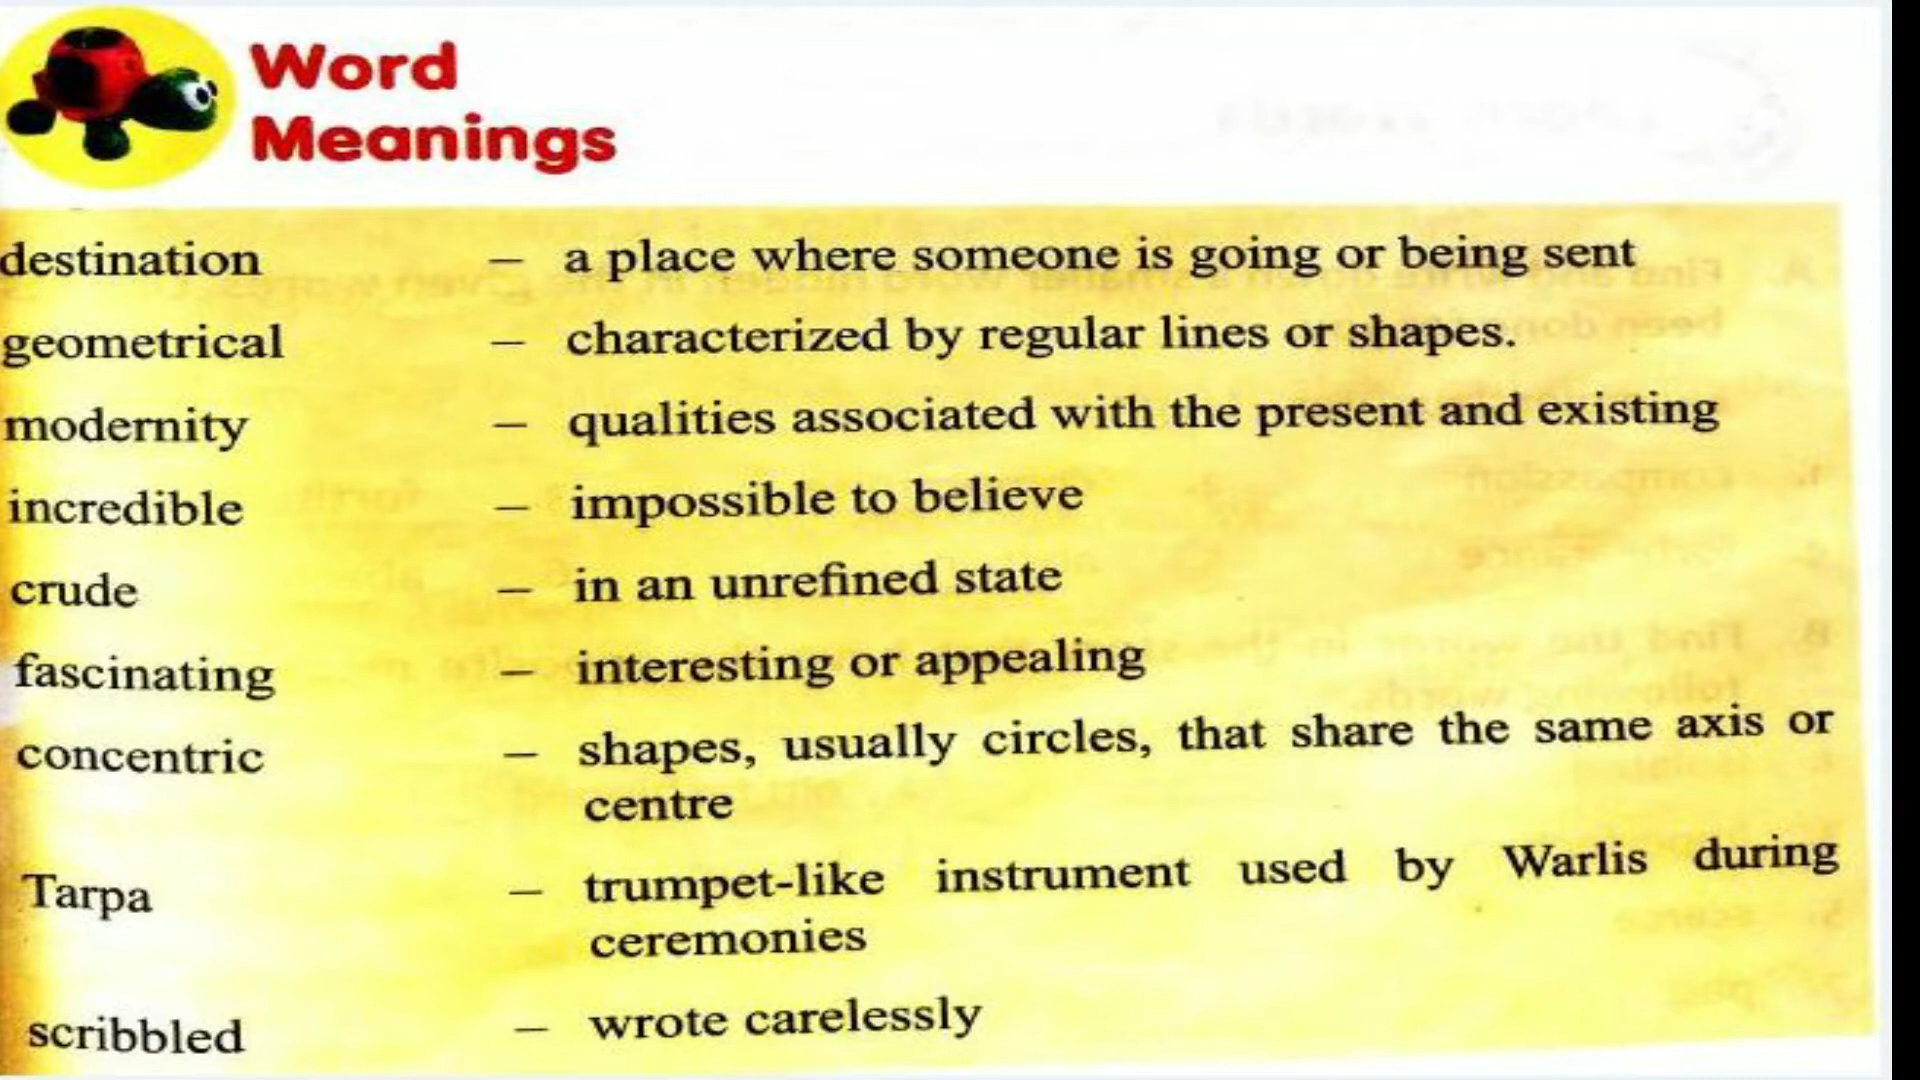 Word
Meanings
destination – a place where someone is going or being sent
geometrical – characterized by regular lines or shapes.
modernity – qualities associated with the present and existing
incredible – impossible to believe
crude – in an unrefined state
fascinating – interesting or appealing
concentric – shapes, usually circles, that share the same axis or
centre
Tarpa – trumpet-like instrument used by Warlis during
ceremonies
scribbled – wrote carelessly